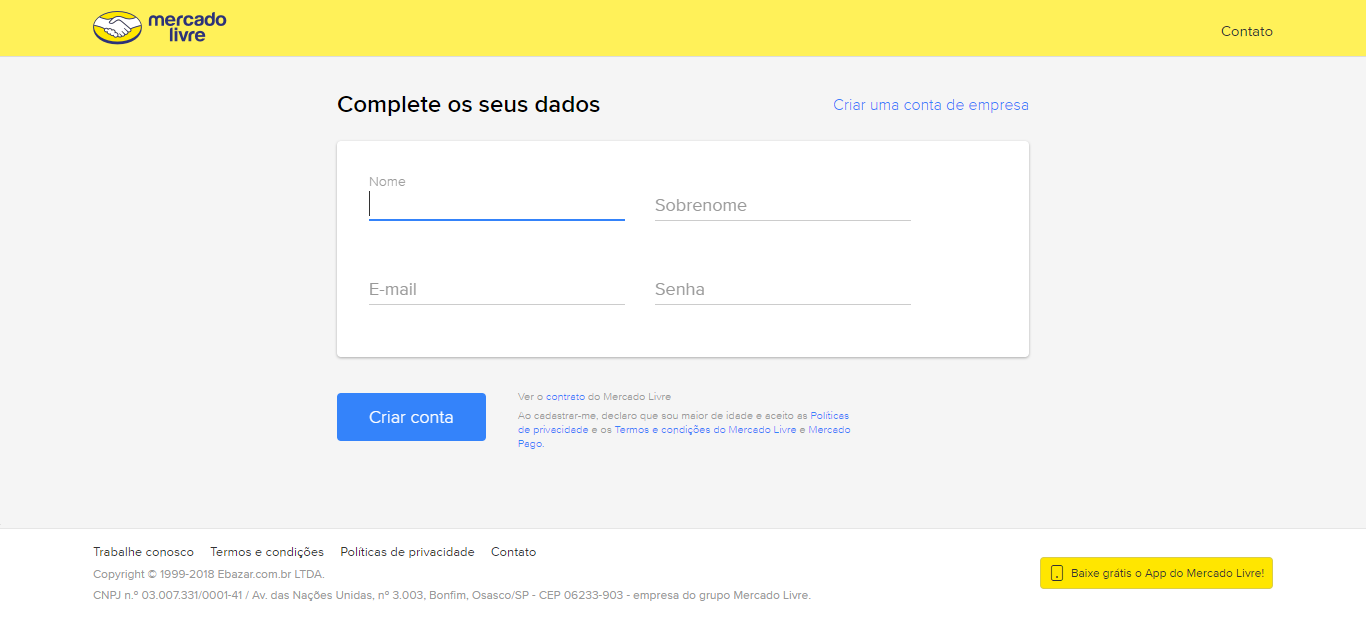 mercado
livre
Contato
Complete os seus dados
Criar uma conta de empresa
Nome
Sobrenome
E-mail
Senha
Criar conta
Ver o contrato do Mercado Livre
Ao cadastrar-me, declaro que sou maior de idade e aceito as Políticas
de privacidade e os Termos e condições do Mercado Livre e Mercado
Pago.
Trabalhe conosco Termos e condições Políticas de privacidade Contato
Copyright © 1999-2018 Ebazar.com.br LTDA.
CNPJ n.º 03.007.331/0001-41 / Av. das Nações Unidas, nº 3.003, Bonfim, Osasco/SP - CEP 06233-903 - empresa do grupo Mercado Livre.
Baixe grátis o App do Mercado Livre!